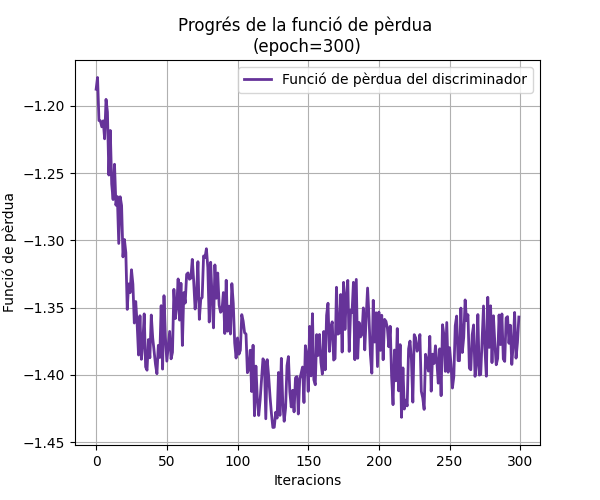 Progrés de la funció de pèrdua
(epoch=300)
Funció de pèrdua del discriminador
−1.20
−1.25
−1.30
−1.35
−1.40
−1.45
Funció de pèrdua
0
50
100
150
200
250
300
Iteracions